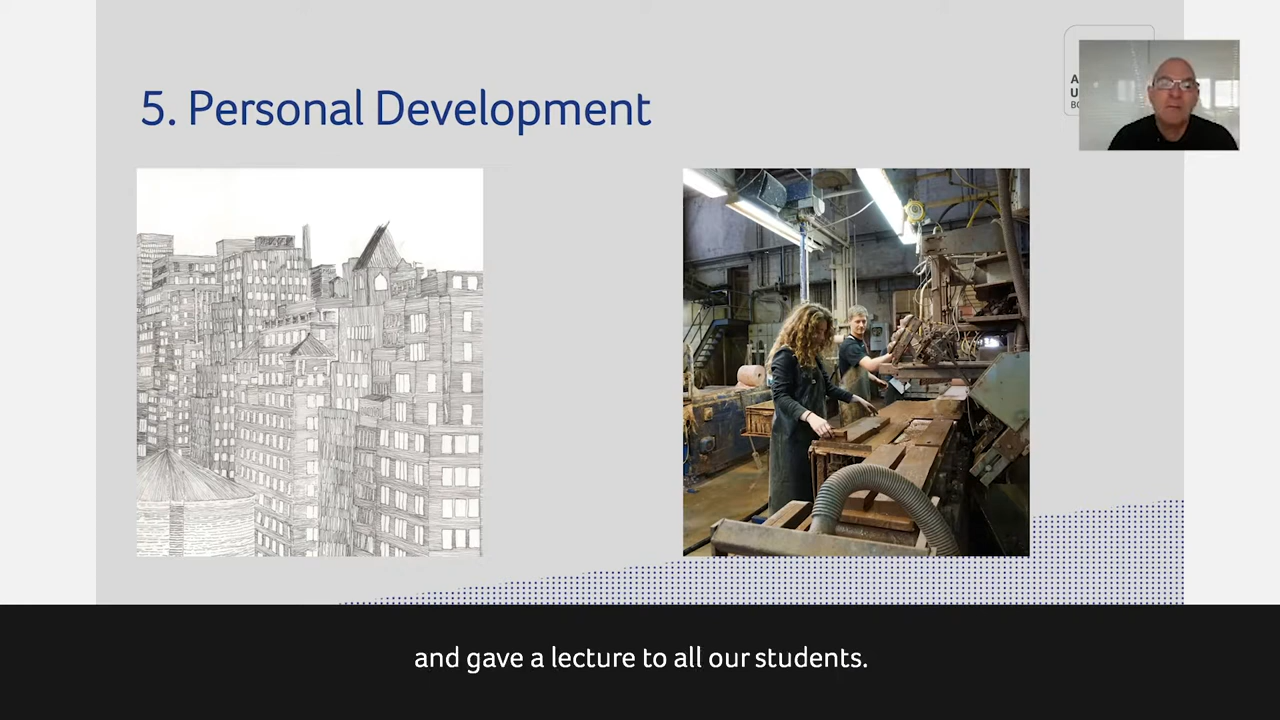 5. Personal Development
and gave a lecture to all our students.